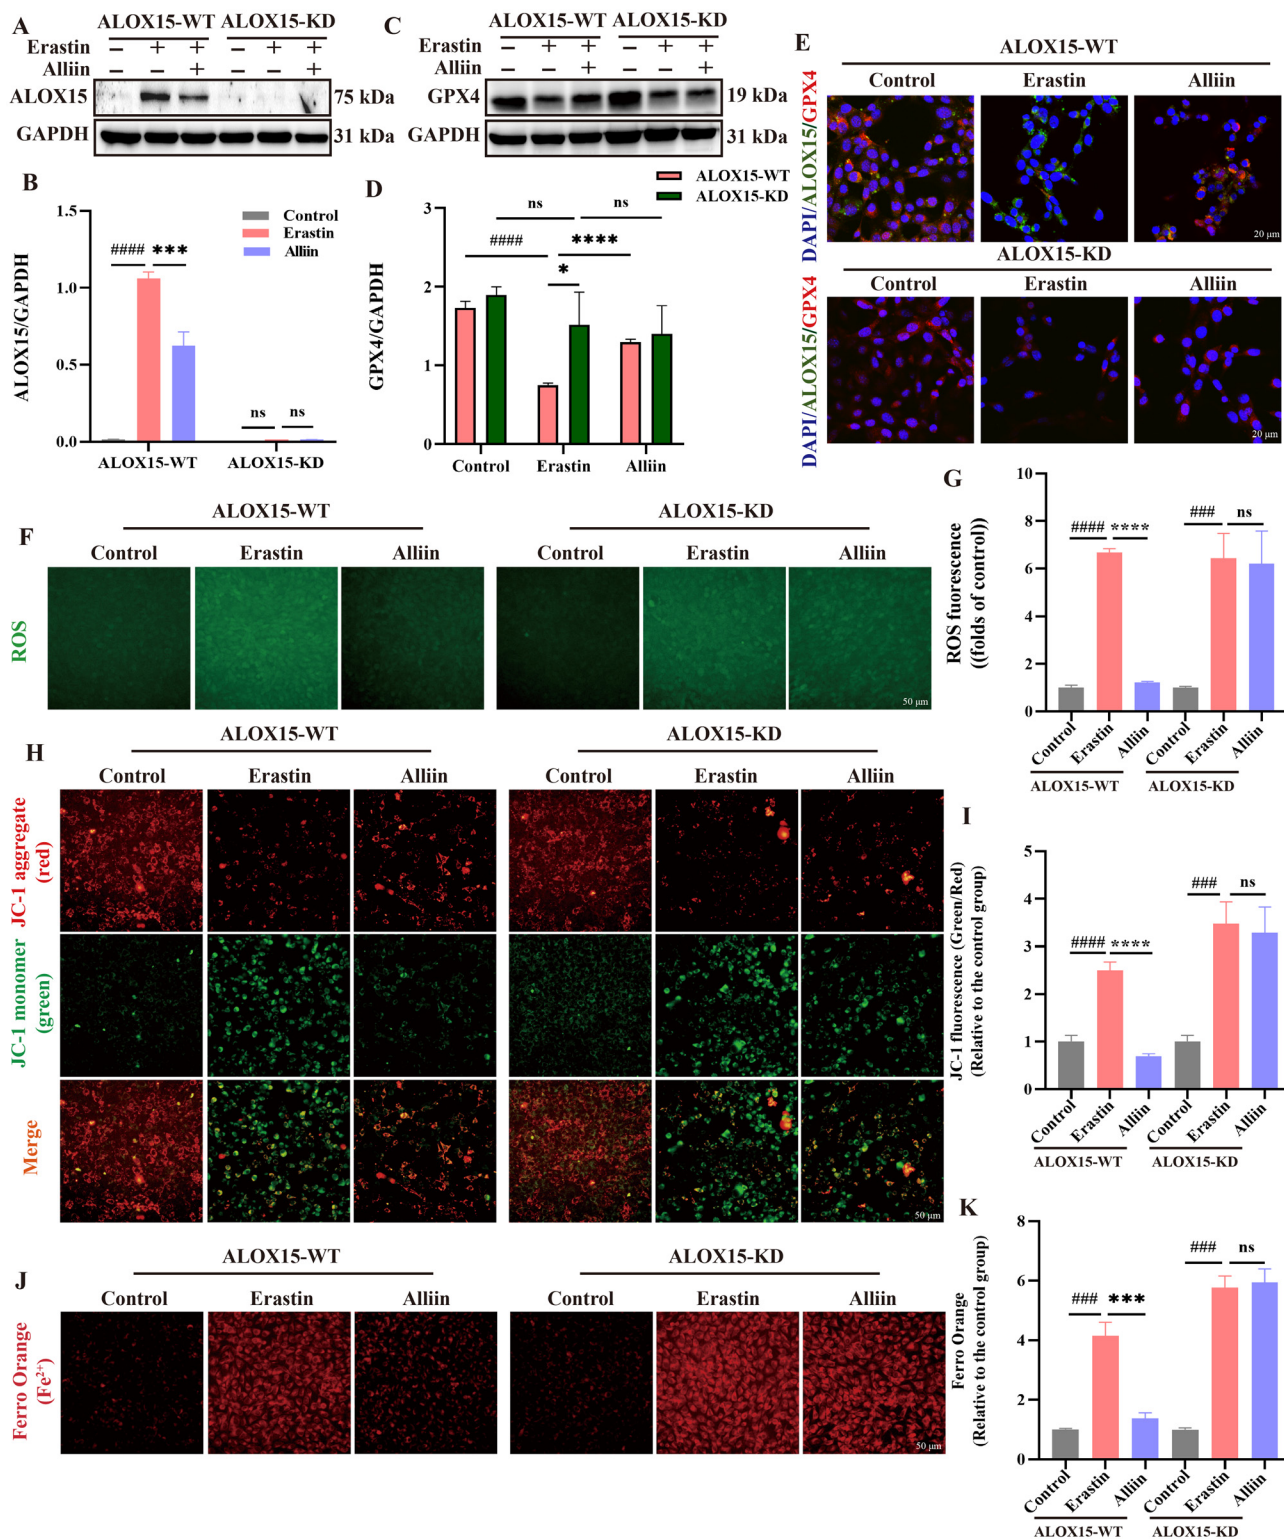 A
ALOX15-WT ALOX15-KD
Erastin – + + – + +
Alliin – – + – – +
ALOX15 75 kDa
GAPDH 31 kDa
C
ALOX15-WT ALOX15-KD
Erastin – + + – + +
Alliin – – + – – +
GPX4 19 kDa
GAPDH 31 kDa
E
ALOX15-WT
Control Erastin Alliin
DAPI/ALOX15/GPX4
20 μm
ALOX15-KD
Control Erastin Alliin
DAPI/ALOX15/GPX4
20 μm
B
ALOX15/GAPDH
1.5
1.0
0.5
0.0
Control
Erastin
Alliin
#### ***
ns ns
ALOX15-WT ALOX15-KD
D
ALOX15-WT
ALOX15-KD
GPX4/GAPDH
3
2
1
0
ns ns
#### ****
*
Control Erastin Alliin
F
ALOX15-WT ALOX15-KD
Control Erastin Alliin Control Erastin Alliin
ROS
50 μm
G
ROS fluorescence
((folds of control))
10
8
6
4
2
0
#### **** ### ns
Control Erastin Alliin Control Erastin Alliin
ALOX15-WT ALOX15-KD
H
ALOX15-WT ALOX15-KD
Control Erastin Alliin Control Erastin Alliin
JC-1 aggregate
(red)
JC-1 monomer
(green)
Merge
50 μm
I
JC-1 fluorescence (Green/Red)
(Relative to the control group)
5
4
3
2
1
0
#### **** ### ns
Control Erastin Alliin Control Erastin Alliin
ALOX15-WT ALOX15-KD
J
ALOX15-WT ALOX15-KD
Control Erastin Alliin Control Erastin Alliin
Ferro Orange
(Fe²⁺)
50 μm
K
Ferro Orange
(Relative to the control group)
8
6
4
2
0
### *** ### ns
Control Erastin Alliin Control Erastin Alliin
ALOX15-WT ALOX15-KD